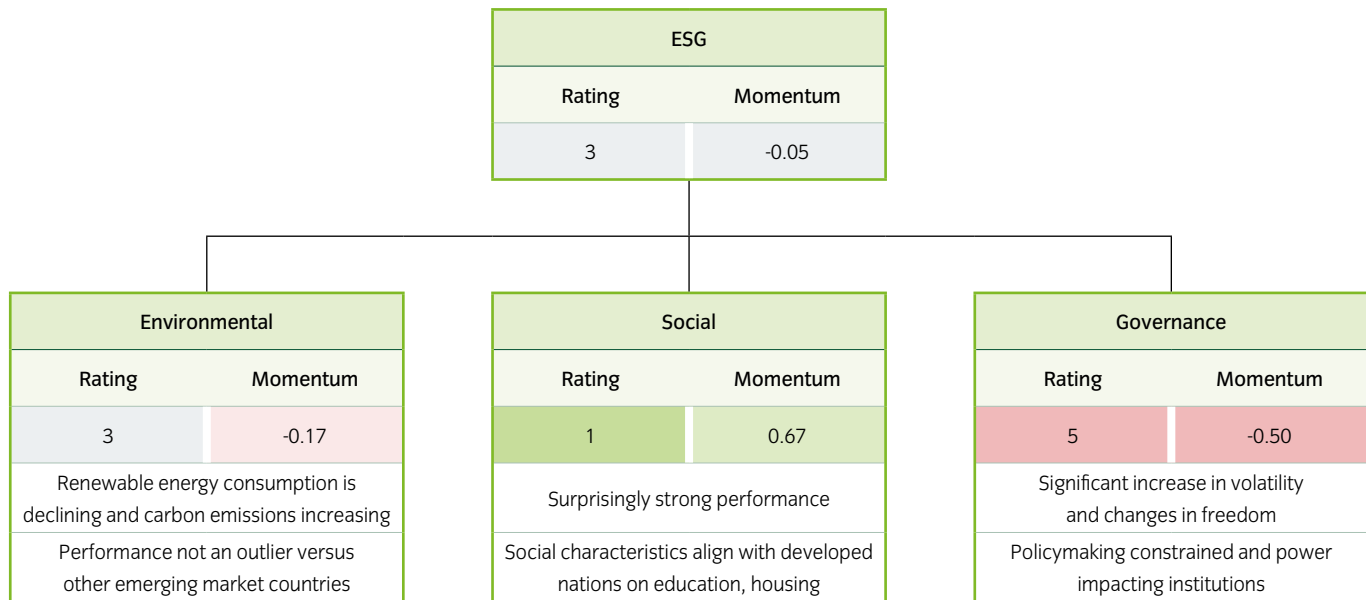 ESG
Rating Momentum
3 -0.05
Environmental
Rating Momentum
3 -0.17
Renewable energy consumption is
declining and carbon emissions increasing
Performance not an outlier versus
other emerging market countries
Social
Rating Momentum
1 0.67
Surprisingly strong performance
Social characteristics align with developed
nations on education, housing
Governance
Rating Momentum
5 -0.50
Significant increase in volatility
and changes in freedom
Policymaking constrained and power
impacting institutions